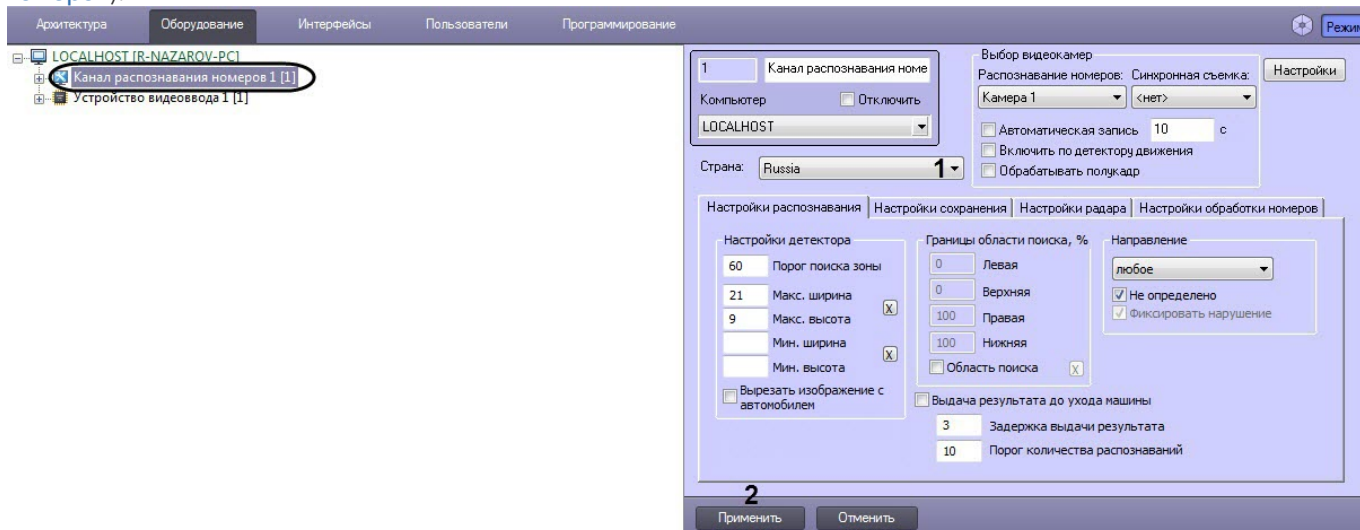 Архитектура Оборудование Интерфейсы Пользователи Программирование Режим
LOCALHOST [R-NAZAROV-PC]
Канал распознавания номеров 1 [1]
Устройство видеоввода 1 [1]
1 Канал распознавания номе
Компьютер Отключить
LOCALHOST
Страна: Russia 1
Выбор видеокамер
Распознавание номеров: Синхронная съемка: Настройки
Камера 1 <нет>
Автоматическая запись 10 с
Включить по детектору движения
Обрабатывать полукадр
Настройки распознавания Настройки сохранения Настройки радара Настройки обработки номеров
Настройки детектора
60 Порог поиска зоны
21 Макс. ширина
9 Макс. высота
X
Мин. ширина
Мин. высота
X
Вырезать изображение с
автомобилем
Границы области поиска, %
0 Левая
0 Верхняя
100 Правая
100 Нижняя
Область поиска X
Направление
любое
Не определено
Фиксировать нарушение
Выдача результата до ухода машины
3 Задержка выдачи результата
10 Порог количества распознаваний
2
Применить Отменить